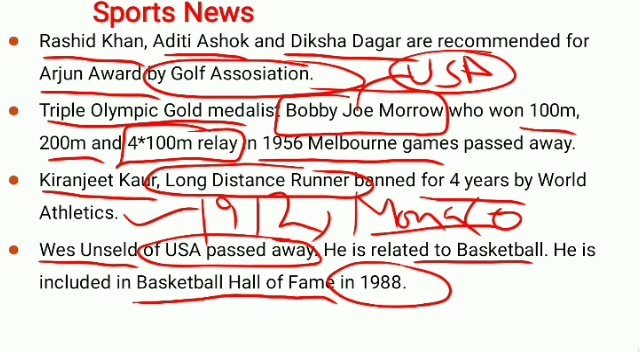 Sports News
• Rashid Khan, Aditi Ashok and Diksha Dagar are recommended for
Arjun Award by Golf Assosiation.
USA
• Triple Olympic Gold medalist Bobby Joe Morrow who won 100m,
200m and 4*100m relay in 1956 Melbourne games passed away.
• Kiranjeet Kaur, Long Distance Runner banned for 4 years by World
Athletics.
1912, Monaco
• Wes Unseld of USA passed away. He is related to Basketball. He is
included in Basketball Hall of Fame in 1988.